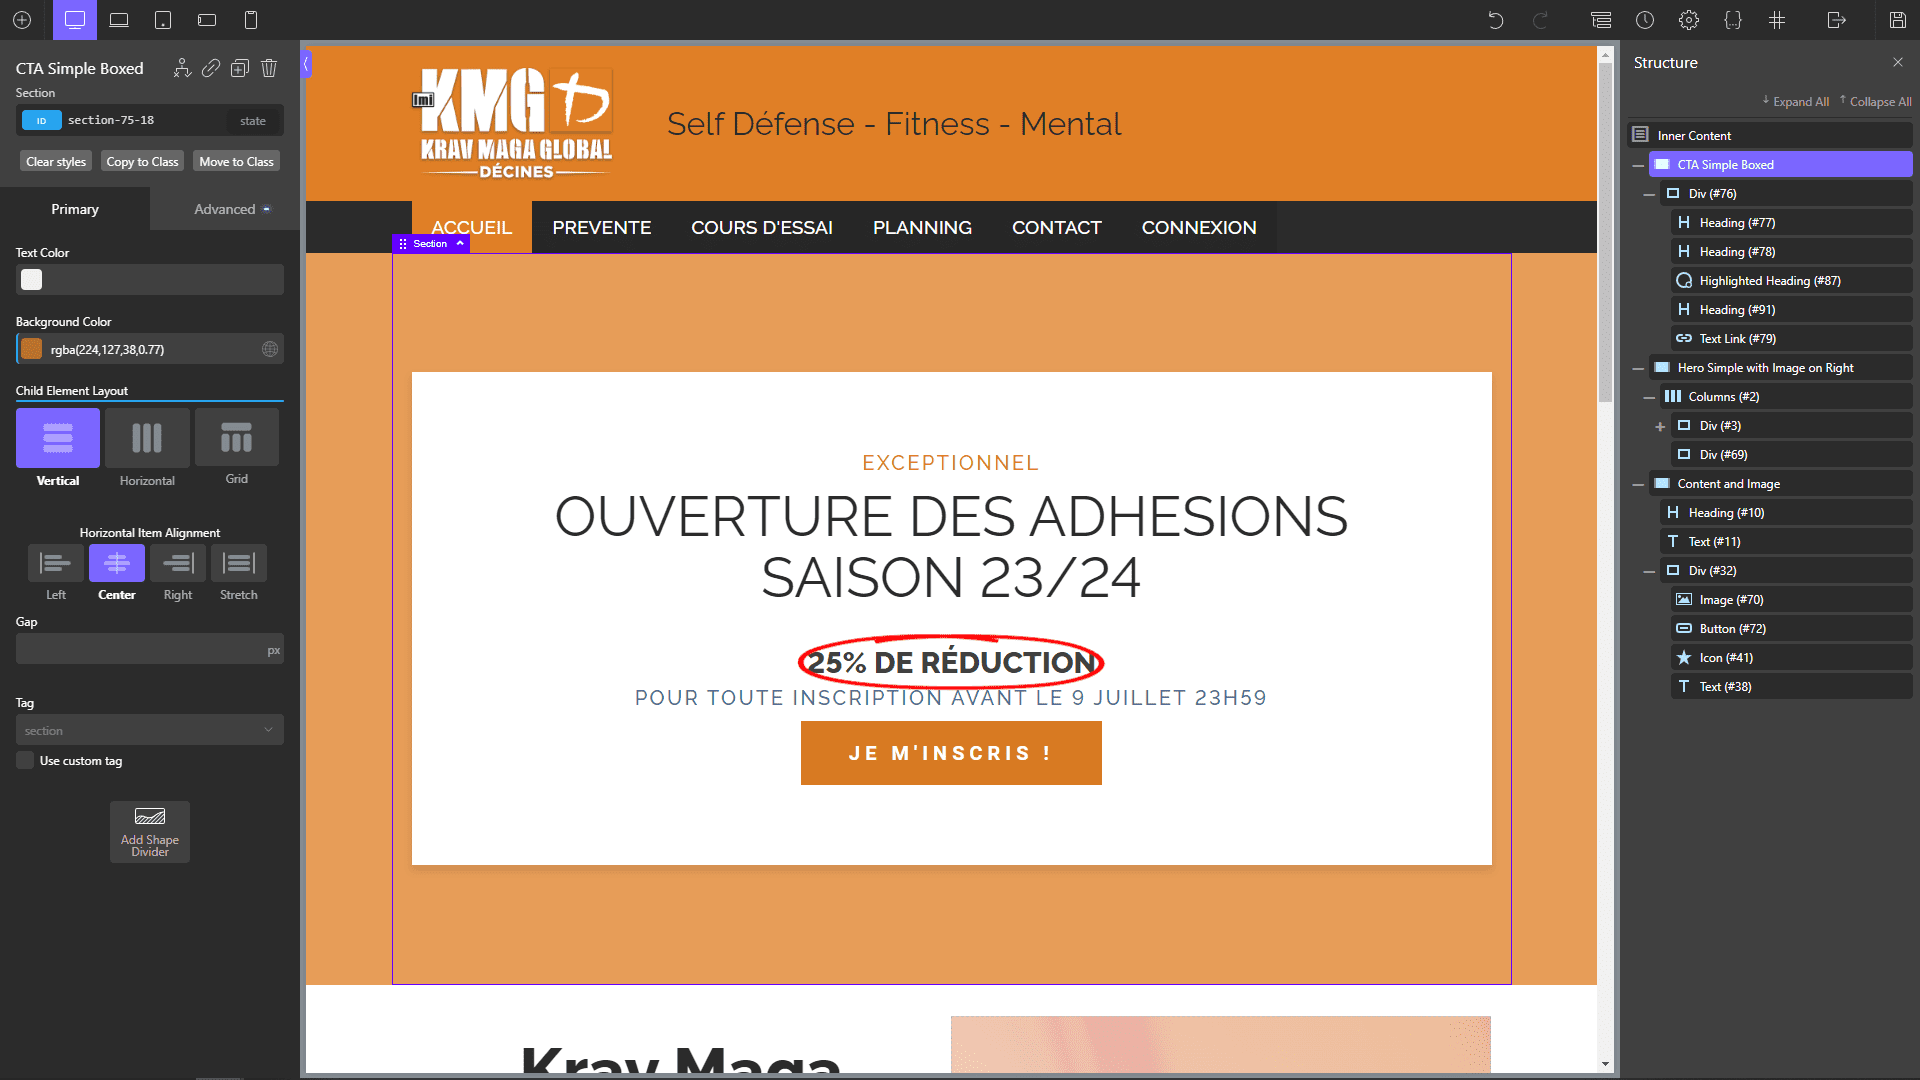 CTA Simple Boxed
Section
ID section-75-18 state
Clear styles Copy to Class Move to Class
Primary Advanced
Text Color
Background Color
rgba(224,127,38,0.77)
Child Element Layout
Vertical Horizontal Grid
Horizontal Item Alignment
Left Center Right Stretch
Gap
px
Tag
section
Use custom tag
Add Shape
Divider
lmi
KMG
KRAV MAGA GLOBAL
DÉCINES
Self Défense - Fitness - Mental
ACCUEIL PREVENTE COURS D'ESSAI PLANNING CONTACT CONNEXION
Section
EXCEPTIONNEL
OUVERTURE DES ADHESIONS
SAISON 23/24
25% DE RÉDUCTION
POUR TOUTE INSCRIPTION AVANT LE 9 JUILLET 23H59
JE M'INSCRIS !
Krav Maga
Structure
Expand All Collapse All
Inner Content
CTA Simple Boxed
Div (#76)
Heading (#77)
Heading (#78)
Highlighted Heading (#87)
Heading (#91)
Text Link (#79)
Hero Simple with Image on Right
Columns (#2)
Div (#3)
Div (#69)
Content and Image
Heading (#10)
Text (#11)
Div (#32)
Image (#70)
Button (#72)
Icon (#41)
Text (#38)